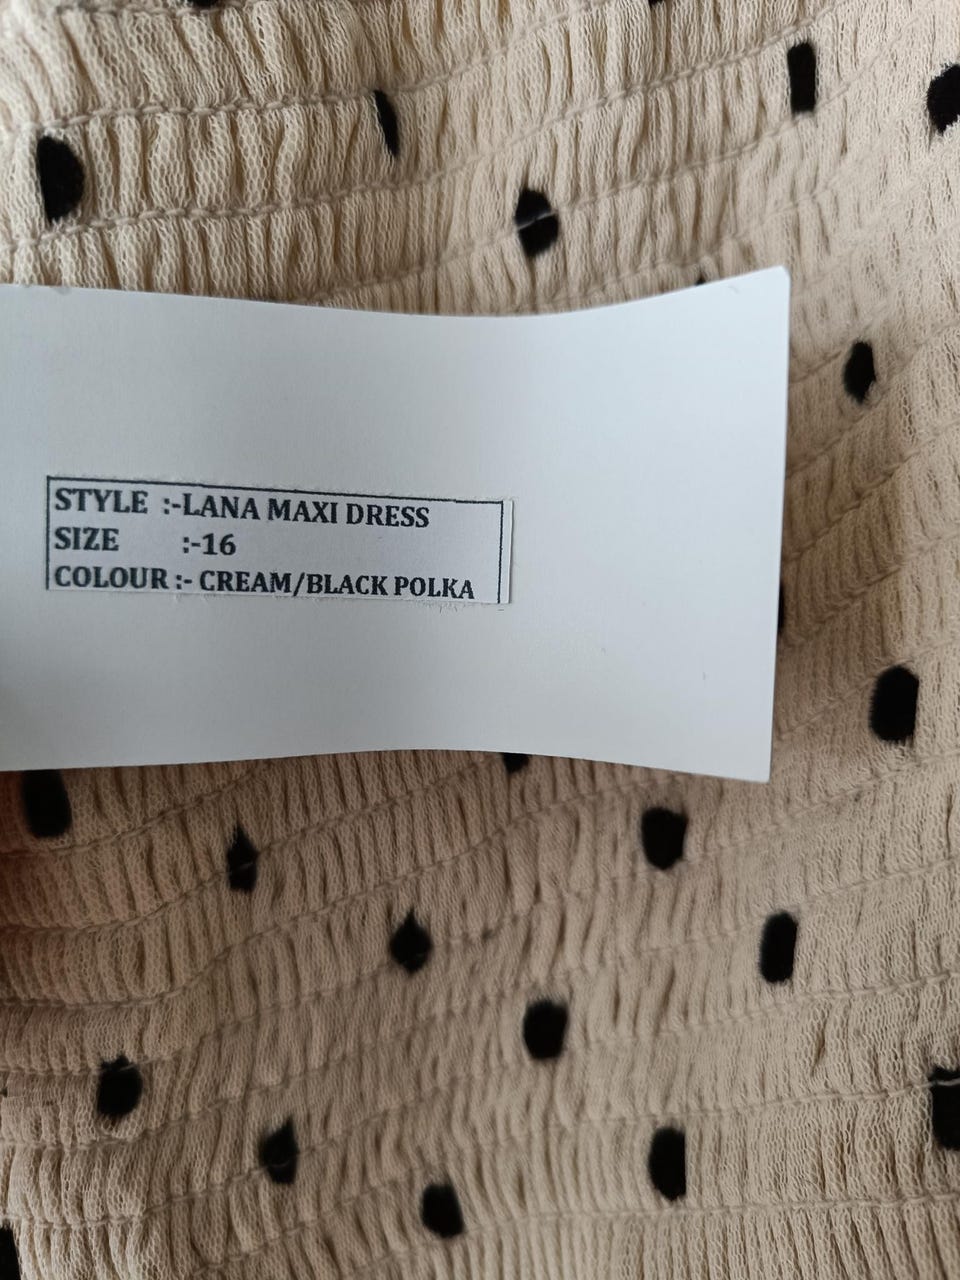 STYLE :-LANA MAXI DRESS
SIZE :-16
COLOUR :- CREAM/BLACK POLKA